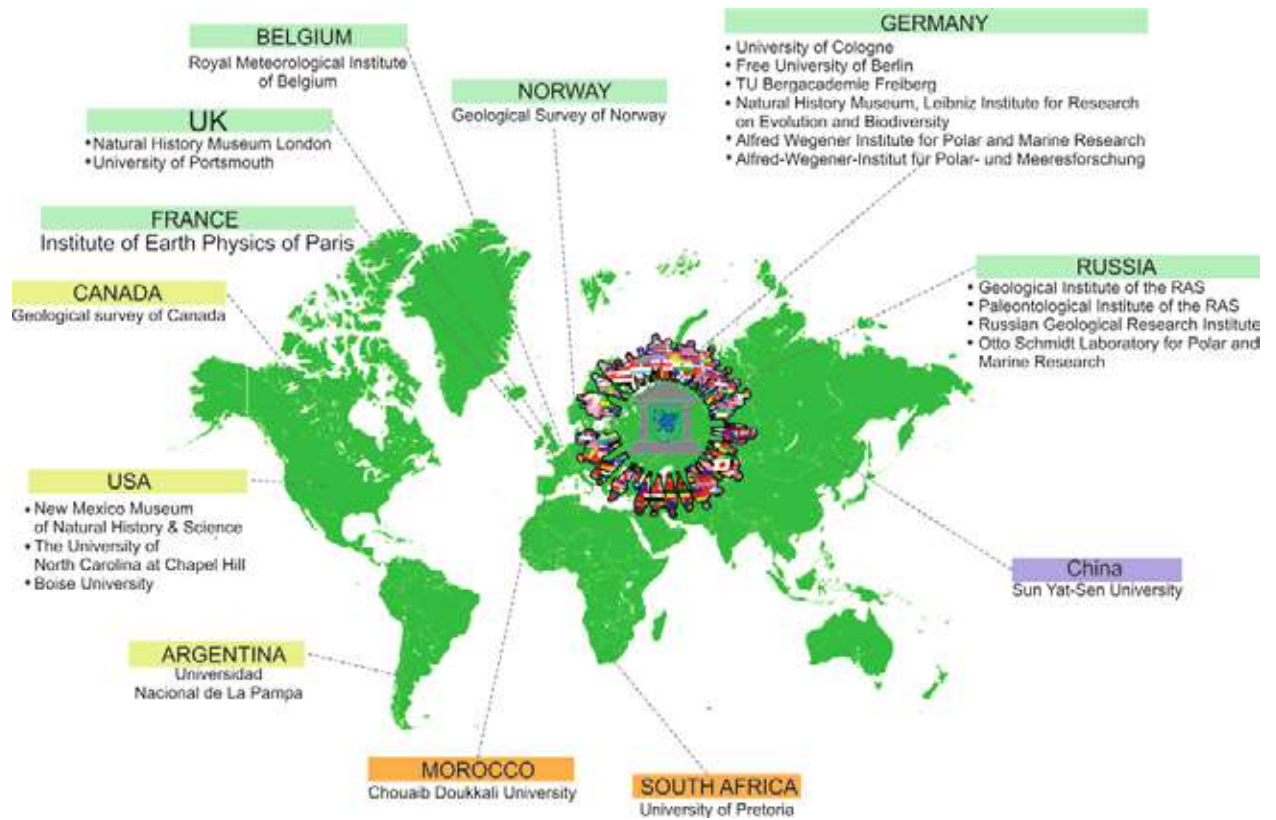 BELGIUM
Royal Meteorological Institute
of Belgium
GERMANY
• University of Cologne
• Free University of Berlin
• TU Bergacademie Freiberg
• Natural History Museum, Leibniz Institute for Research
on Evolution and Biodiversity
• Alfred Wegener Institute for Polar and Marine Research
• Alfred-Wegener-Institut für Polar- und Meeresforschung
NORWAY
Geological Survey of Norway
UK
• Natural History Museum London
• University of Portsmouth
FRANCE
Institute of Earth Physics of Paris
CANADA
Geological survey of Canada
RUSSIA
• Geological Institute of the RAS
• Paleontological Institute of the RAS
• Russian Geological Research Institute
• Otto Schmidt Laboratory for Polar and
Marine Research
USA
• New Mexico Museum
of Natural History & Science
• The University of
North Carolina at Chapel Hill
• Boise University
China
Sun Yat-Sen University
ARGENTINA
Universidad
Nacional de La Pampa
MOROCCO
Chouaib Doukkali University
SOUTH AFRICA
University of Pretoria